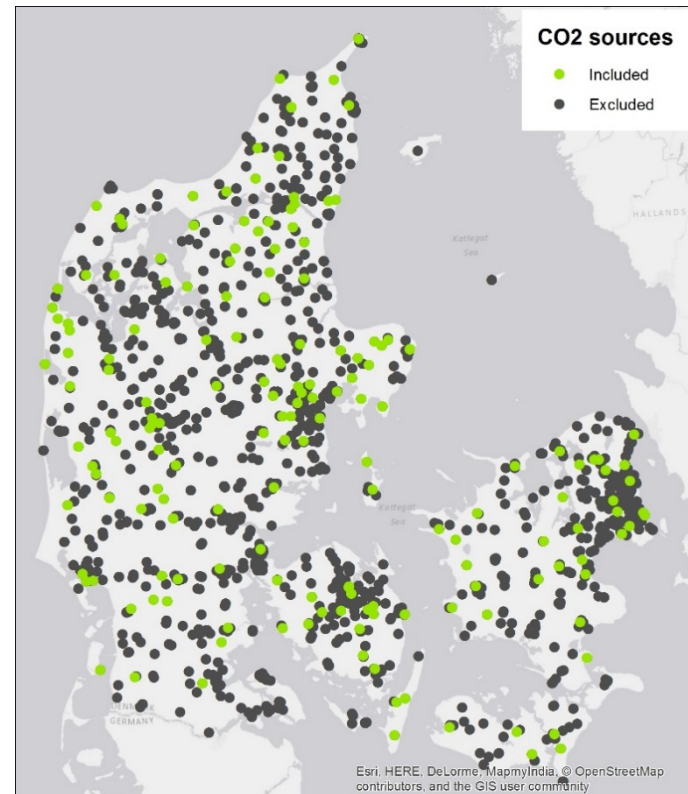 CO2 sources
Included
Excluded
HALLANDS
Kattegat
Sea
Kattegat
Sea
GERMANY
Esri, HERE, DeLorme, MapmyIndia, © OpenStreetMap
contributors, and the GIS user community